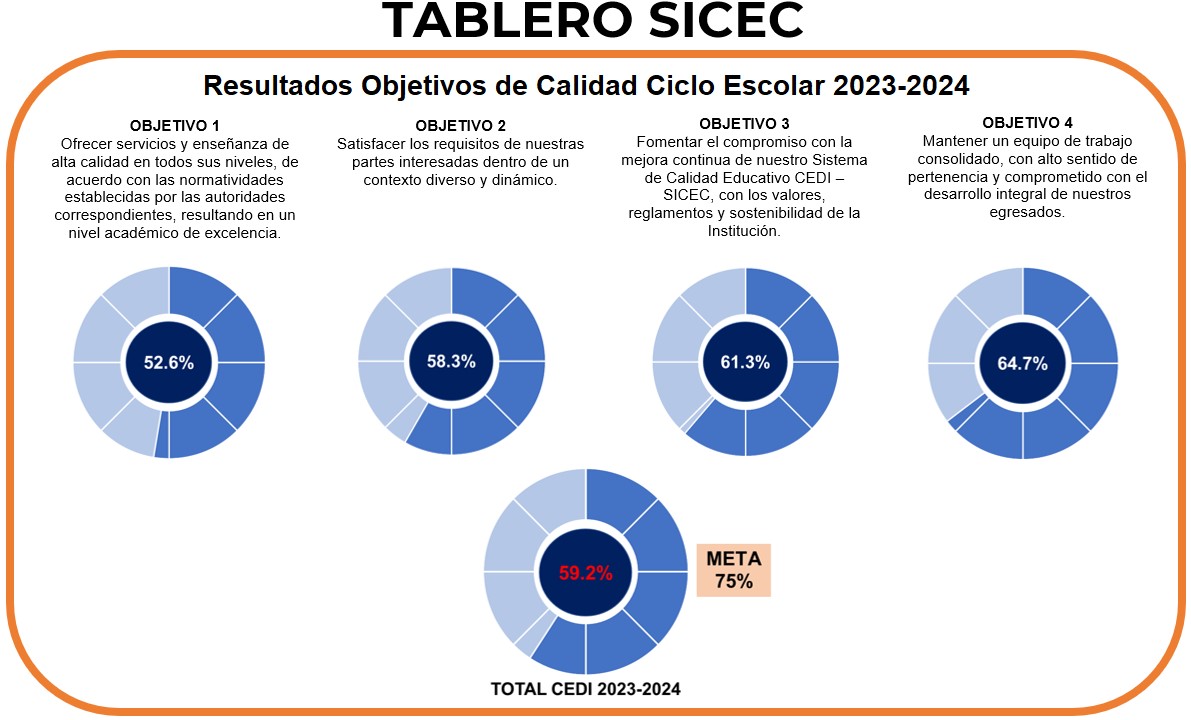 TABLERO SICEC
Resultados Objetivos de Calidad Ciclo Escolar 2023-2024
OBJETIVO 1
Ofrecer servicios y enseñanza de
alta calidad en todos sus niveles, de
acuerdo con las normatividades
establecidas por las autoridades
correspondientes, resultando en un
nivel académico de excelencia.
OBJETIVO 2
Satisfacer los requisitos de nuestras
partes interesadas dentro de un
contexto diverso y dinámico.
OBJETIVO 3
Fomentar el compromiso con la
mejora continua de nuestro Sistema
de Calidad Educativo CEDI –
SICEC, con los valores,
reglamentos y sostenibilidad de la
Institución.
OBJETIVO 4
Mantener un equipo de trabajo
consolidado, con alto sentido de
pertenencia y comprometido con el
desarrollo integral de nuestros
egresados.
52.6%
58.3%
61.3%
64.7%
59.2%
META
75%
TOTAL CEDI 2023-2024